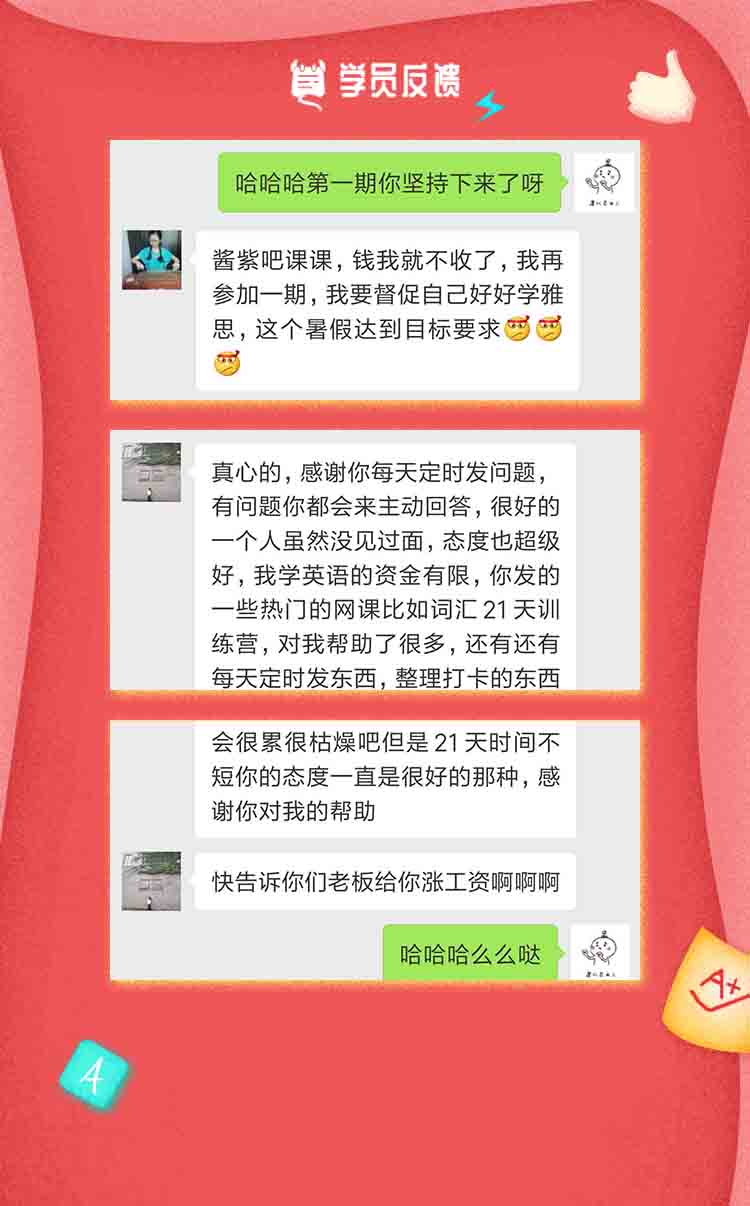 学员反馈
哈哈哈第一期你坚持下来了呀
酱紫吧课课，钱我就不收了，我再
参加一期，我要督促自己好好学雅
思，这个暑假达到目标要求
真心的，感谢你每天定时发问题，
有问题你都会来主动回答，很好的
一个人虽然没见过面，态度也超级
好，我学英语的资金有限，你发的
一些热门的网课比如词汇21天训
练营，对我帮助了很多，还有还有
每天定时发东西，整理打卡的东西
会很累很枯燥吧但是21天时间不
短你的态度一直是很好的那种，感
谢你对我的帮助
快告诉你们老板给你涨工资啊啊啊
哈哈哈么么哒
A+
A